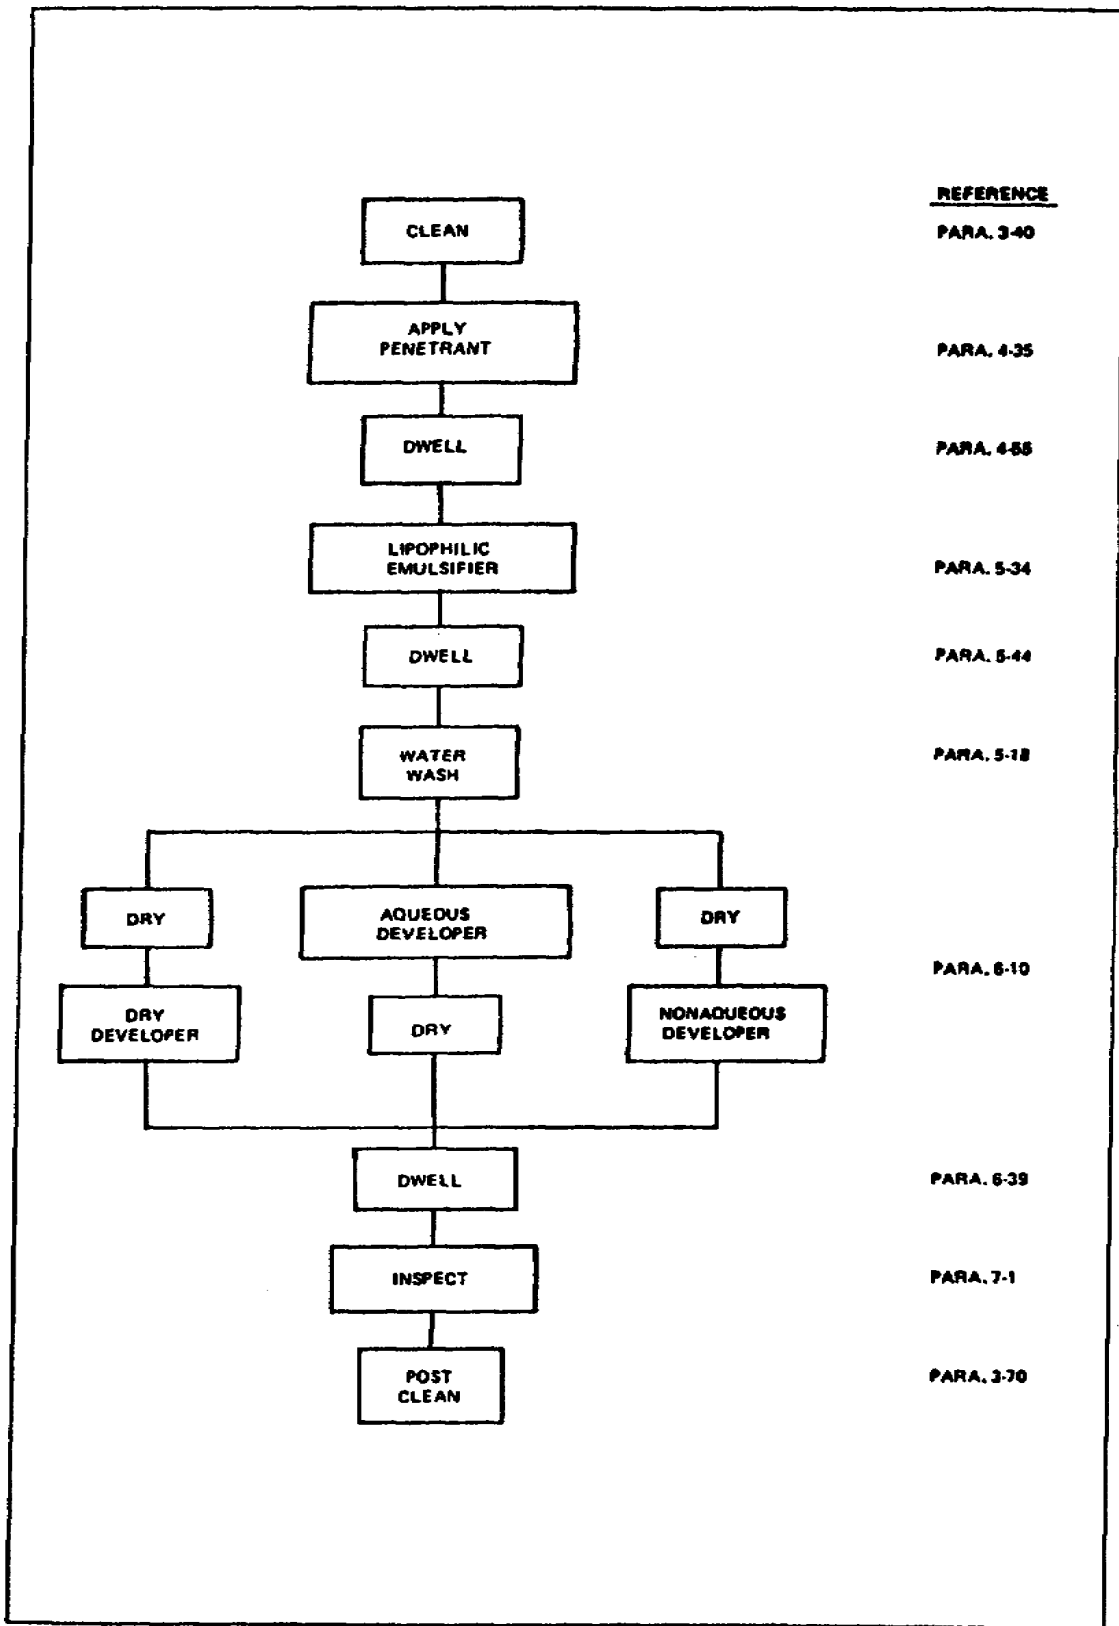 REFERENCE
CLEAN
PARA. 3-40
APPLY
PENETRANT
PARA. 4-35
DWELL
PARA. 4-55
LIPOPHILIC
EMULSIFIER
PARA. 5-34
DWELL
PARA. 5-44
WATER
WASH
PARA. 5-18
DRY
AQUEOUS
DEVELOPER
DRY
DRY
DEVELOPER
DRY
NONAQUEOUS
DEVELOPER
PARA. 6-10
DWELL
PARA. 6-39
INSPECT
PARA. 7-1
POST
CLEAN
PARA. 3-70